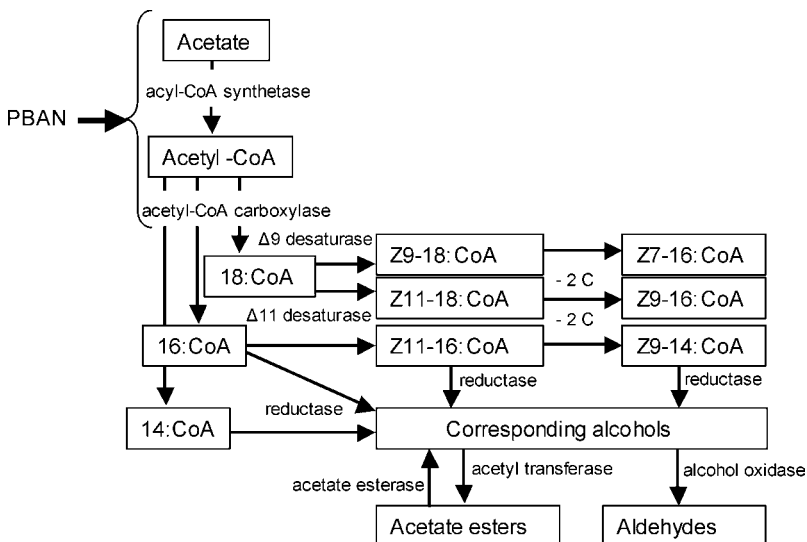 Acetate
acyl-CoA synthetase
PBAN
Acetyl -CoA
acetyl-CoA carboxylase
Δ9 desaturase
Z9-18:CoA
Z7-16:CoA
18:CoA
- 2 C
Z11-18:CoA
Z9-16:CoA
Δ11 desaturase
- 2 C
16:CoA
Z11-16:CoA
Z9-14:CoA
reductase
reductase
reductase
14:CoA
Corresponding alcohols
acetate esterase
acetyl transferase
alcohol oxidase
Acetate esters
Aldehydes